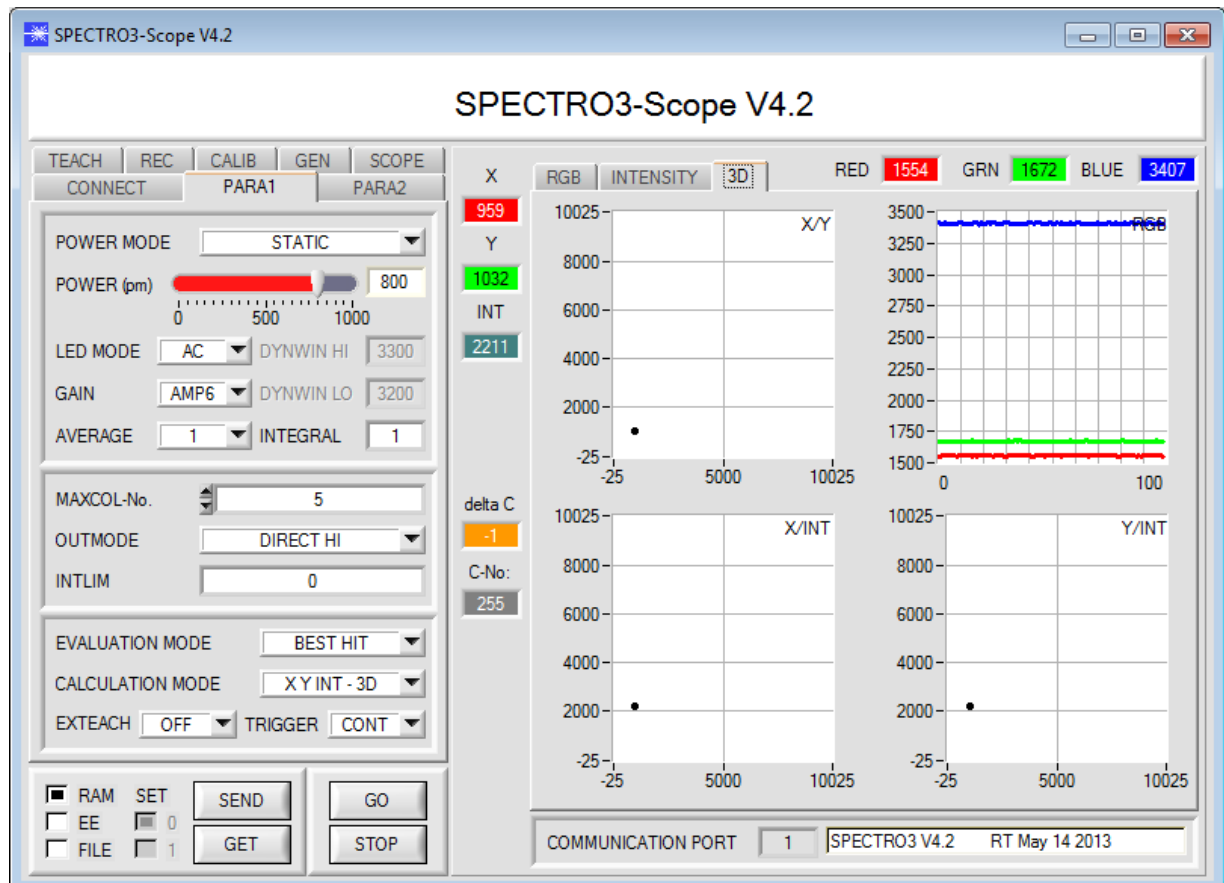 SPECTRO3-Scope V4.2
SPECTRO3-Scope V4.2
TEACH REC CALIB GEN SCOPE
CONNECT PARA1 PARA2
POWER MODE STATIC
POWER (pm) 800
0 500 1000
LED MODE AC DYNWIN HI 3300
GAIN AMP6 DYNWIN LO 3200
AVERAGE 1 INTEGRAL 1
MAXCOL-No. 5
OUTMODE DIRECT HI
INTLIM 0
EVALUATION MODE BEST HIT
CALCULATION MODE X Y INT - 3D
EXTEACH OFF TRIGGER CONT
RAM SET
EE 0
FILE 1
SEND
GET
GO
STOP
X
959
Y
1032
INT
2211
delta C
-1
C-No:
255
RGB INTENSITY 3D
RED 1554 GRN 1672 BLUE 3407
X/Y
10025
8000
6000
4000
2000
-25
-25 5000 10025
RGB
3500
3250
3000
2750
2500
2250
2000
1750
1500
0 100
X/INT
10025
8000
6000
4000
2000
-25
-25 5000 10025
Y/INT
10025
8000
6000
4000
2000
-25
-25 5000 10025
COMMUNICATION PORT 1 SPECTRO3 V4.2 RT May 14 2013